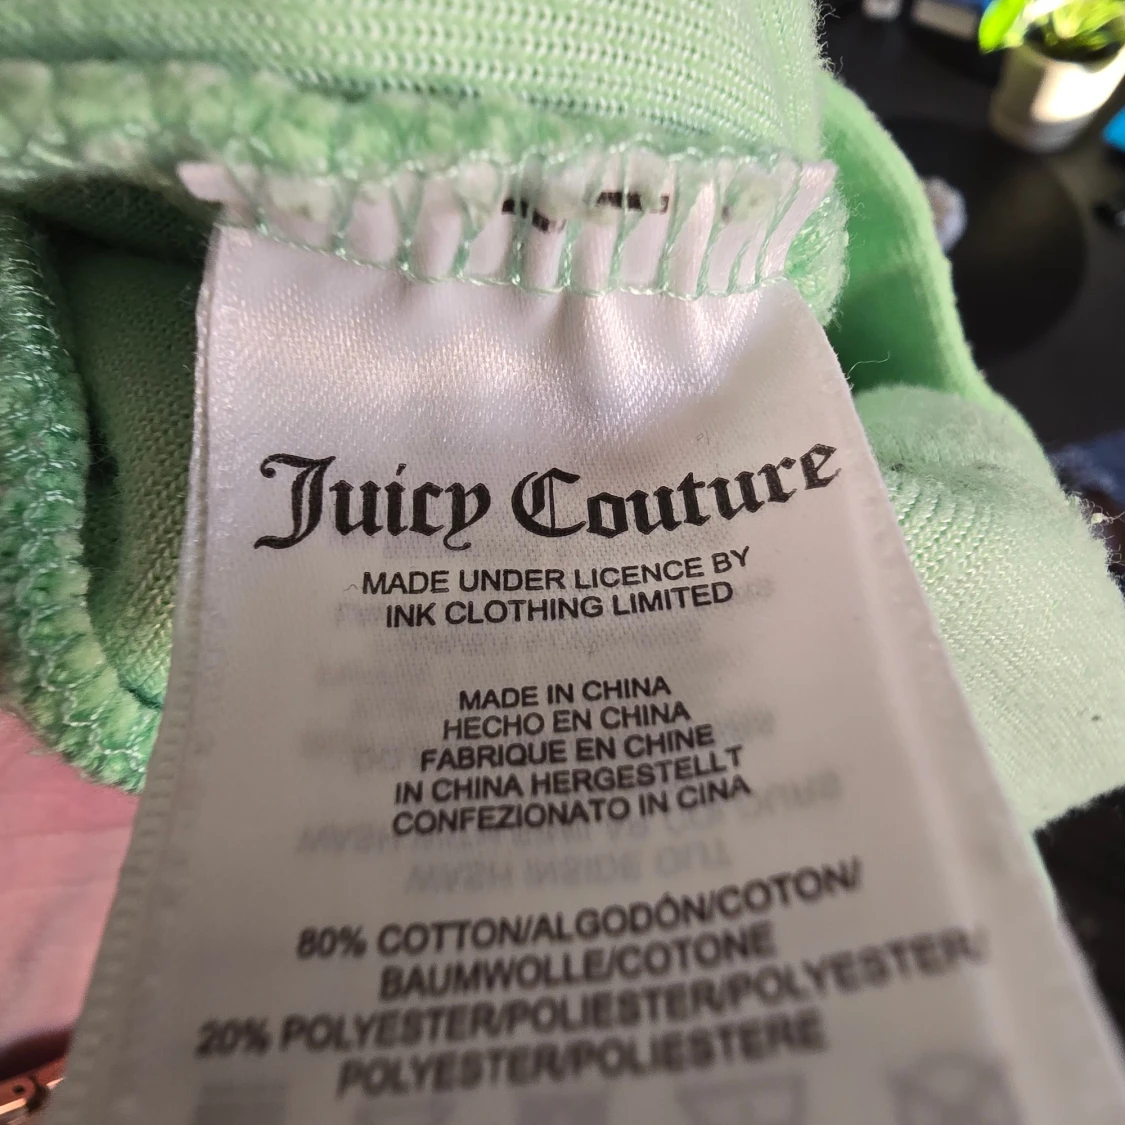 Juicy Couture
MADE UNDER LICENCE BY
INK CLOTHING LIMITED
MADE IN CHINA
HECHO EN CHINA
FABRIQUE EN CHINE
IN CHINA HERGESTELLT
CONFEZIONATO IN CINA
80% COTTON/ALGODÓN/COTON/
BAUMWOLLE/COTONE
20% POLYESTER/POLIESTER/POLYESTER/
POLYESTER/POLIESTERE